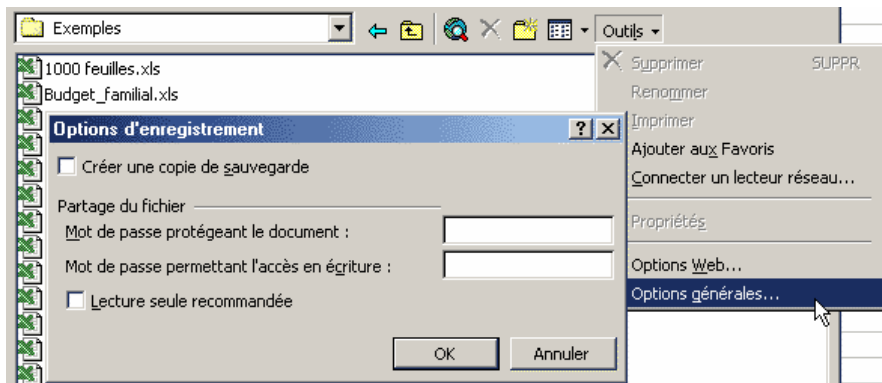 Exemples
Outils
1000 feuilles.xls
Budget_familial.xls
Supprimer SUPPR
Renommer
Imprimer
Ajouter aux Favoris
Connecter un lecteur réseau...
Propriétés
Options Web...
Options générales...
Options d'enregistrement
Créer une copie de sauvegarde
Partage du fichier
Mot de passe protégeant le document :
Mot de passe permettant l'accès en écriture :
Lecture seule recommandée
OK Annuler